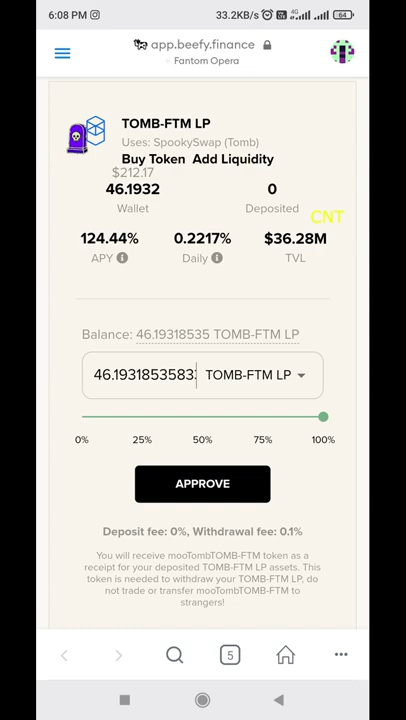 6:08 PM
33.2KB/s 4G 64
app.beefy.finance
Fantom Opera
TOMB-FTM LP
Uses: SpookySwap (Tomb)
Buy Token Add Liquidity
$212.17
46.1932 0
Wallet Deposited
CNT
124.44% 0.2217% $36.28M
APY Daily TVL
Balance: 46.19318535 TOMB-FTM LP
46.1931853583 TOMB-FTM LP
0% 25% 50% 75% 100%
APPROVE
Deposit fee: 0%, Withdrawal fee: 0.1%
You will receive mooTombTOMB-FTM token as a
receipt for your deposited TOMB-FTM LP assets. This
token is needed to withdraw your TOMB-FTM LP, do
not trade or transfer mooTombTOMB-FTM to
strangers!
5